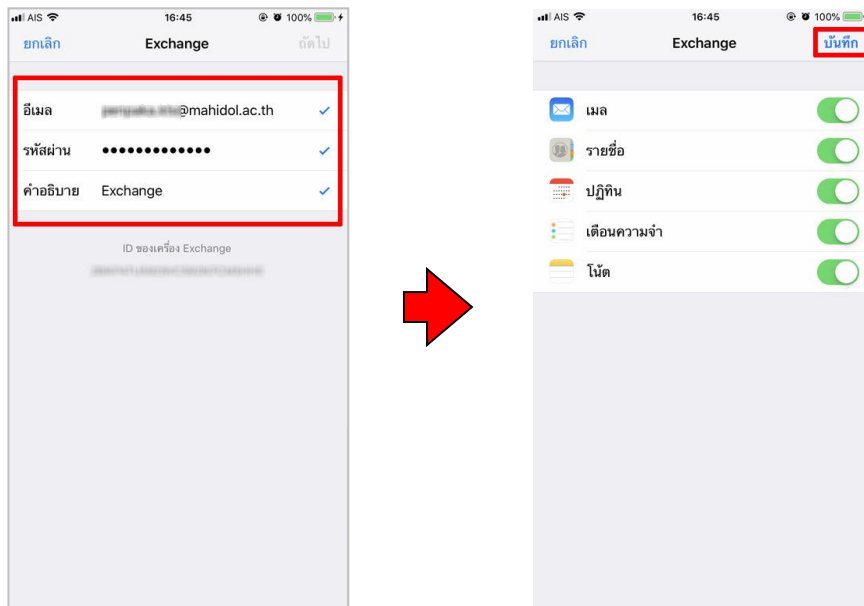 AIS 16:45 100%
ยกเลิก Exchange ถัดไป
อีเมล @mahidol.ac.th
รหัสผ่าน •••••••••••••
คำอธิบาย Exchange
ID ของเครื่อง Exchange
AIS 16:45 100%
ยกเลิก Exchange บันทึก
เมล
รายชื่อ
ปฏิทิน
เตือนความจำ
โน้ต